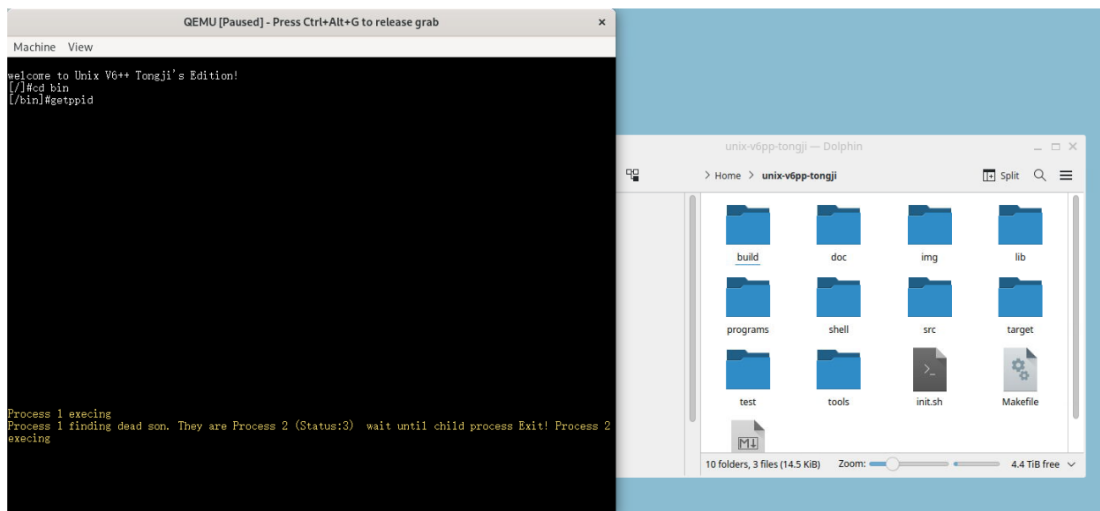 QEMU [Paused] - Press Ctrl+Alt+G to release grab
Machine View
welcome to Unix V6++ Tongji's Edition!
[/]#cd bin
[/bin]#getppid
Process 1 execing
Process 1 finding dead son. They are Process 2 (Status:3) wait until child process Exit! Process 2
execing
unix-v6pp-tongji — Dolphin
> Home > unix-v6pp-tongji
Split
build doc img lib
programs shell src target
test tools init.sh Makefile
10 folders, 3 files (14.5 KiB) Zoom: 4.4 TiB free